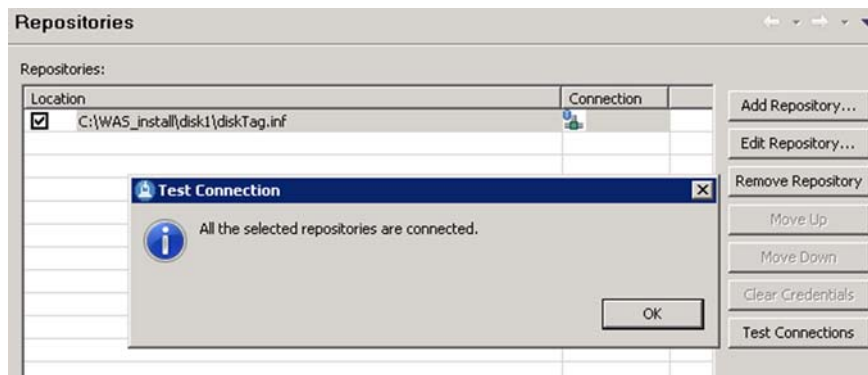 Repositories
Repositories:
Location Connection
C:\WAS_install\disk1\diskTag.inf
Add Repository...
Edit Repository...
Remove Repository
Move Up
Move Down
Clear Credentials
Test Connections
Test Connection
All the selected repositories are connected.
OK